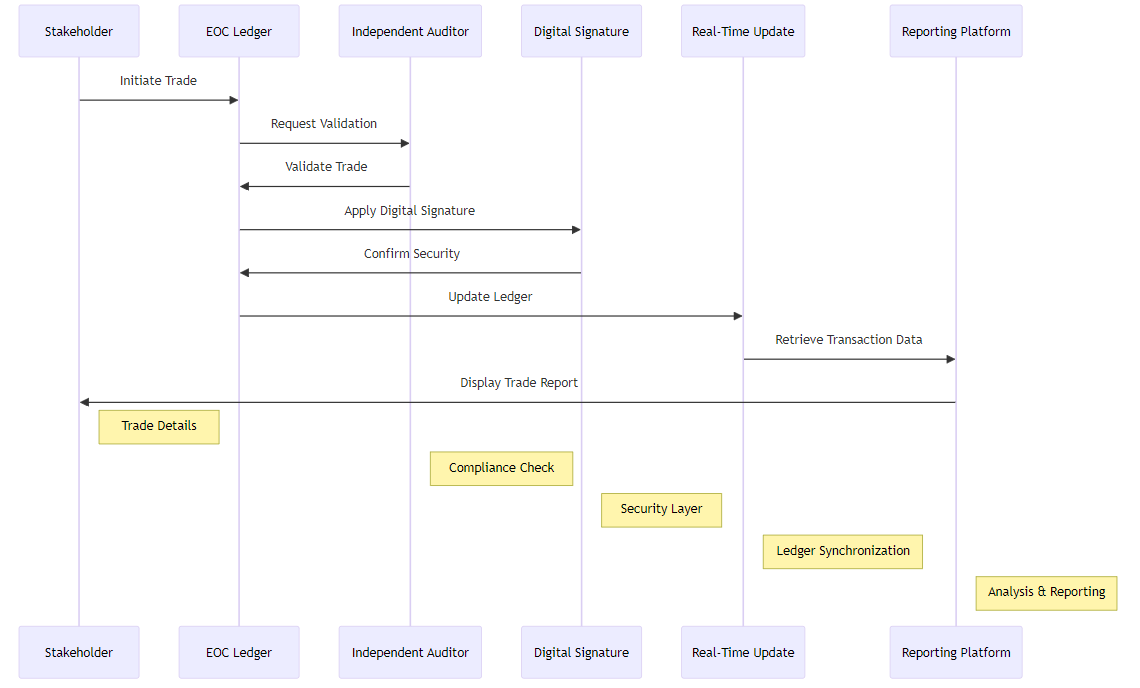 Stakeholder
EOC Ledger
Independent Auditor
Digital Signature
Real-Time Update
Reporting Platform
Initiate Trade
Request Validation
Validate Trade
Apply Digital Signature
Confirm Security
Update Ledger
Retrieve Transaction Data
Display Trade Report
Trade Details
Compliance Check
Security Layer
Ledger Synchronization
Analysis & Reporting
Stakeholder
EOC Ledger
Independent Auditor
Digital Signature
Real-Time Update
Reporting Platform